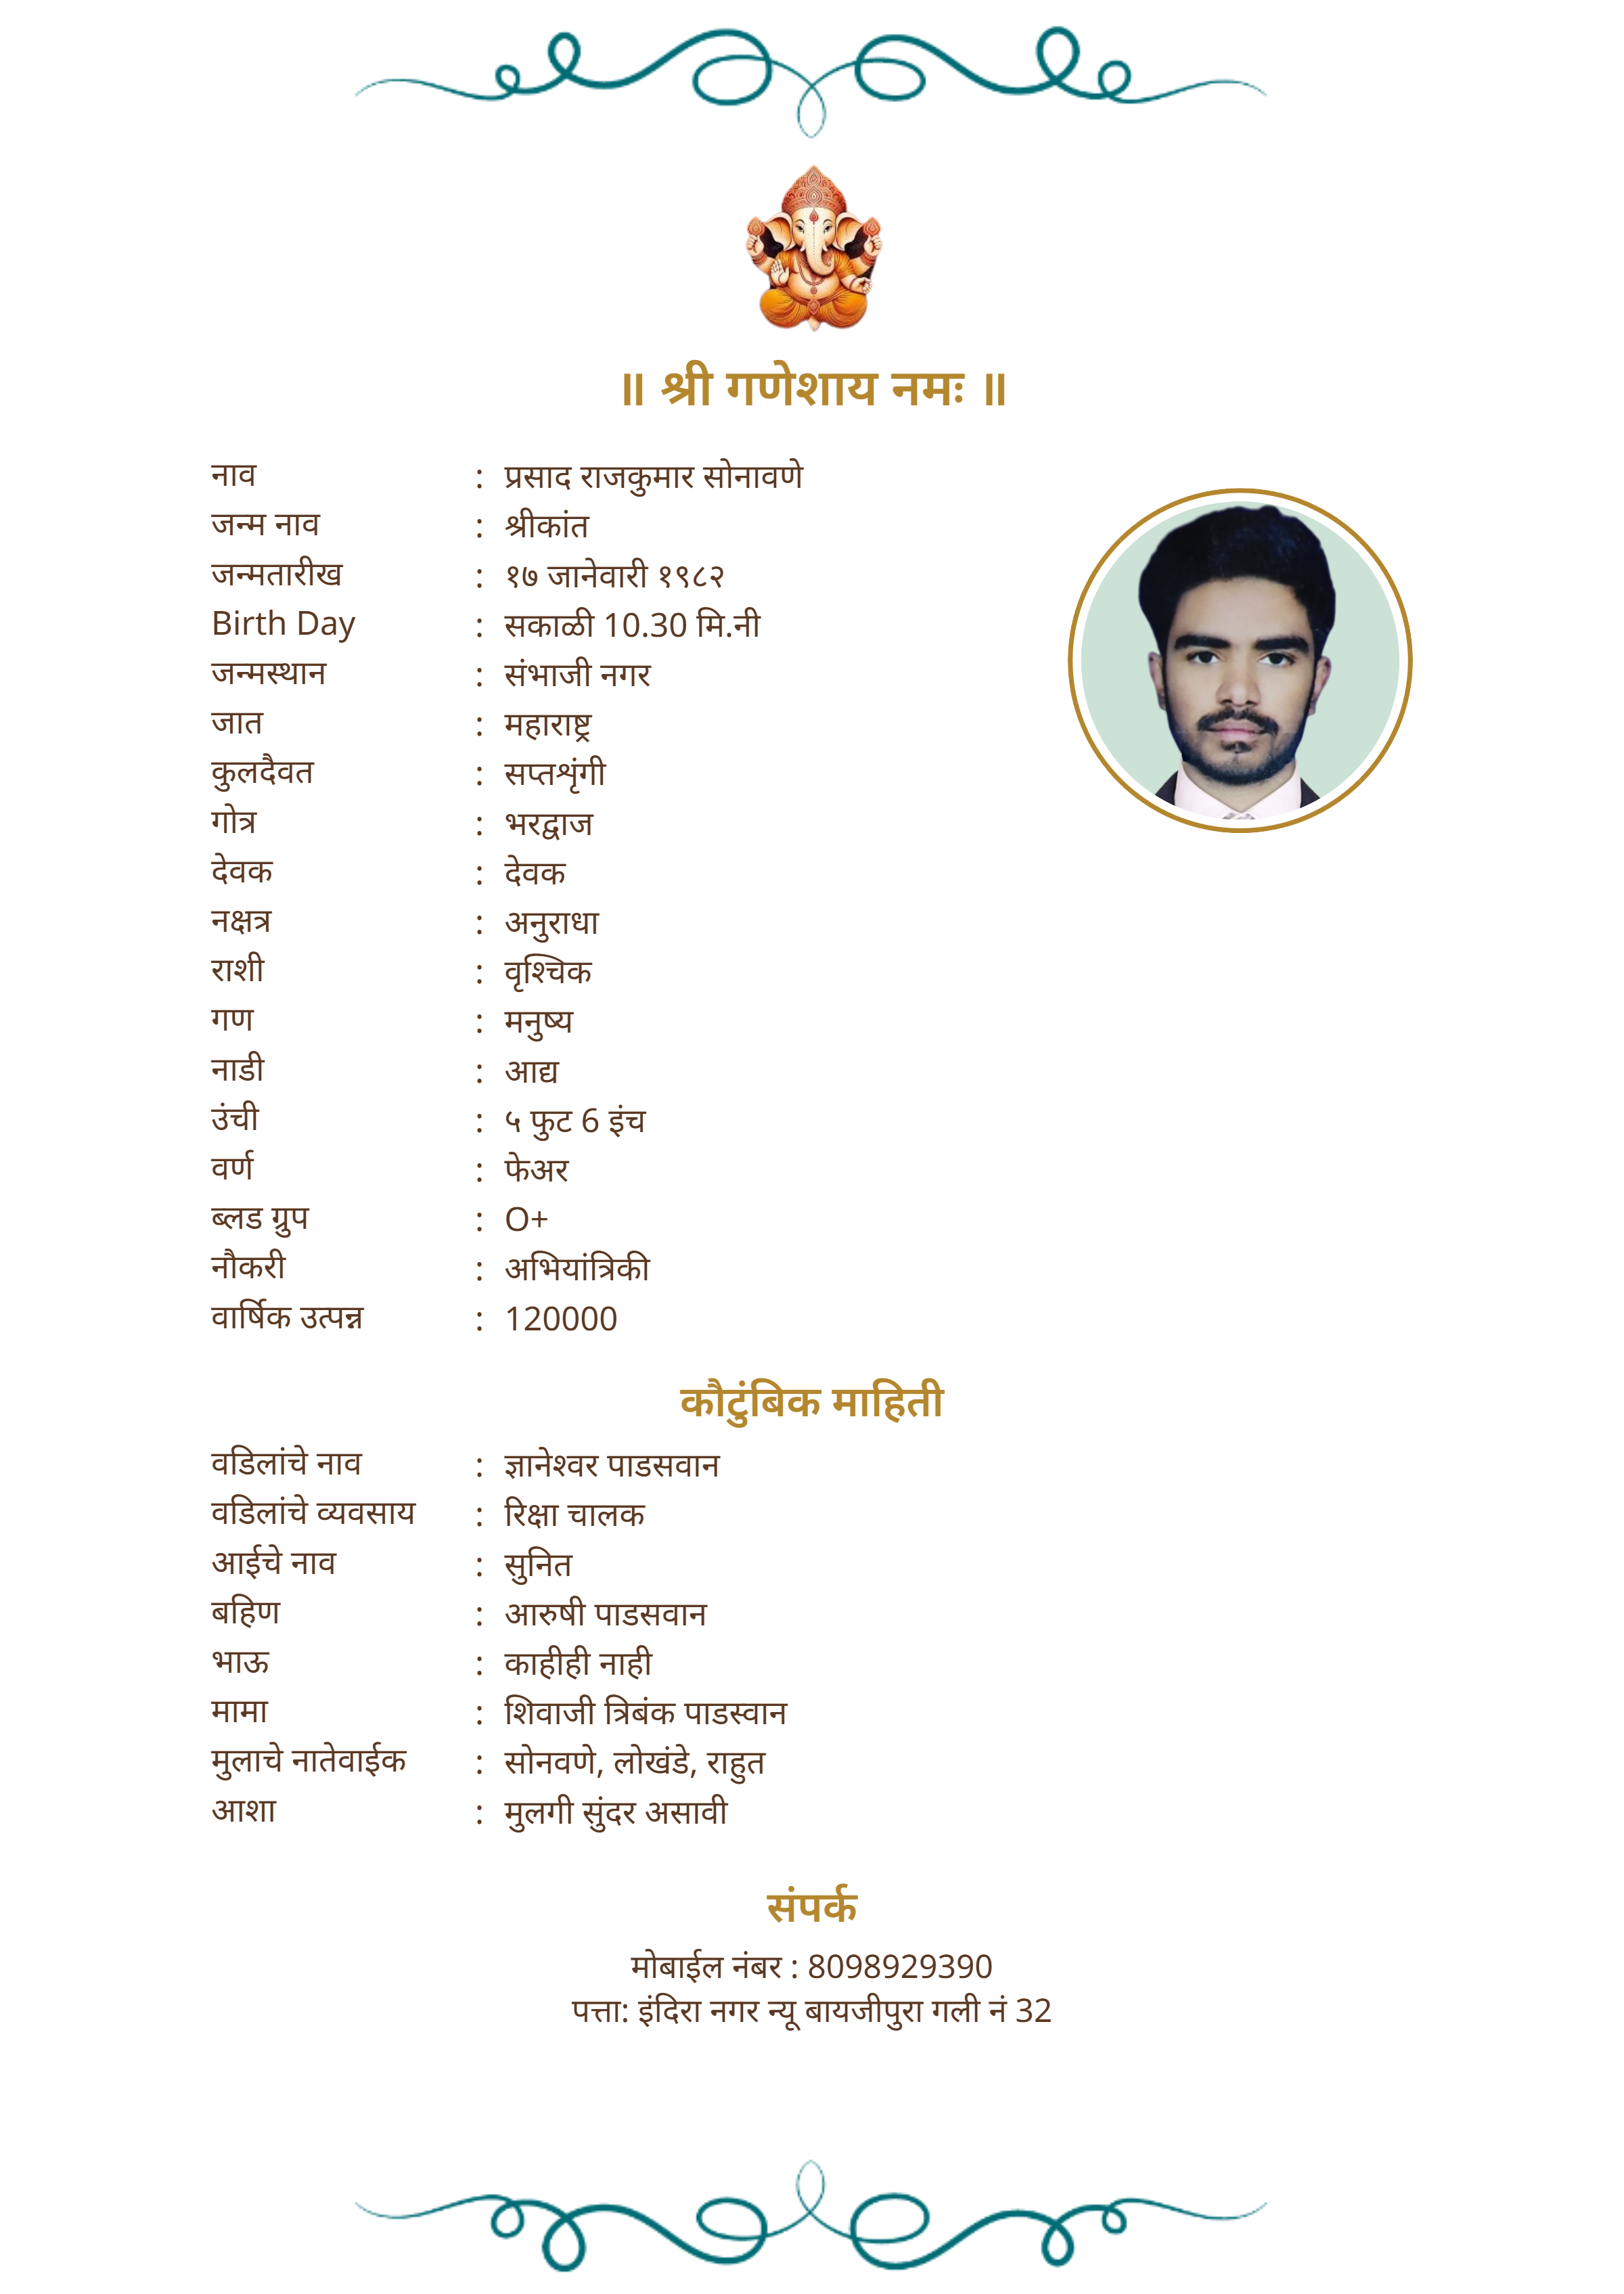 ॥ श्री गणेशाय नमः ॥
नाव : प्रसाद राजकुमार सोनावणे
जन्म नाव : श्रीकांत
जन्मतारीख : १७ जानेवारी १९८२
Birth Day : सकाळी 10.30 मि.नी
जन्मस्थान : संभाजी नगर
जात : महाराष्ट्र
कुलदैवत : सप्तशृंगी
गोत्र : भरद्वाज
देवक : देवक
नक्षत्र : अनुराधा
राशी : वृश्चिक
गण : मनुष्य
नाडी : आद्य
उंची : ५ फुट 6 इंच
वर्ण : फेअर
ब्लड ग्रुप : O+
नौकरी : अभियांत्रिकी
वार्षिक उत्पन्न : 120000
कौटुंबिक माहिती
वडिलांचे नाव : ज्ञानेश्वर पाडसवान
वडिलांचे व्यवसाय : रिक्षा चालक
आईचे नाव : सुनित
बहिण : आरुषी पाडसवान
भाऊ : काहीही नाही
मामा : शिवाजी त्रिबंक पाडस्वान
मुलाचे नातेवाईक : सोनवणे, लोखंडे, राहुत
आशा : मुलगी सुंदर असावी
संपर्क
मोबाईल नंबर : 8098929390
पत्ता: इंदिरा नगर न्यू बायजीपुरा गली नं 32